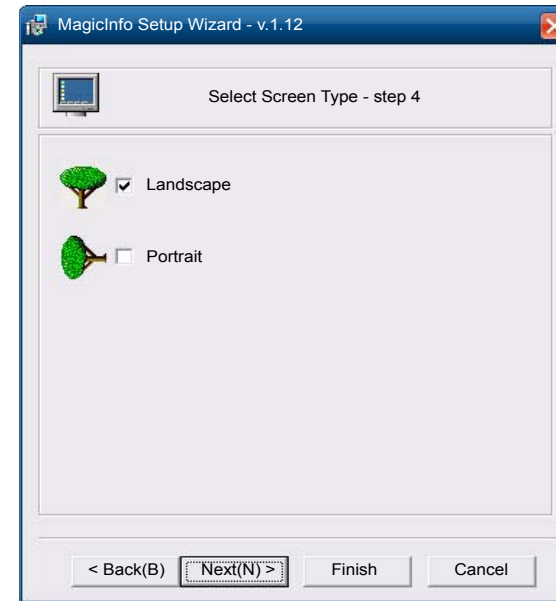 MagicInfo Setup Wizard - v.1.12
Select Screen Type - step 4
Landscape
Portrait
< Back(B) Next(N) > Finish Cancel